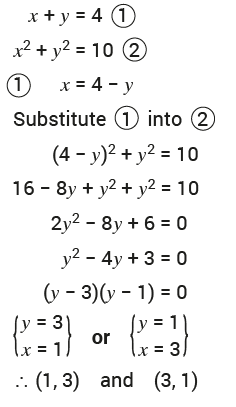 x + y = 4 ①
x² + y² = 10 ②
① x = 4 − y
Substitute ① into ②
(4 − y)² + y² = 10
16 − 8y + y² + y² = 10
2y² − 8y + 6 = 0
y² − 4y + 3 = 0
(y − 3)(y − 1) = 0
{y = 3 x = 1} or {y = 1 x = 3}
∴ (1, 3) and (3, 1)